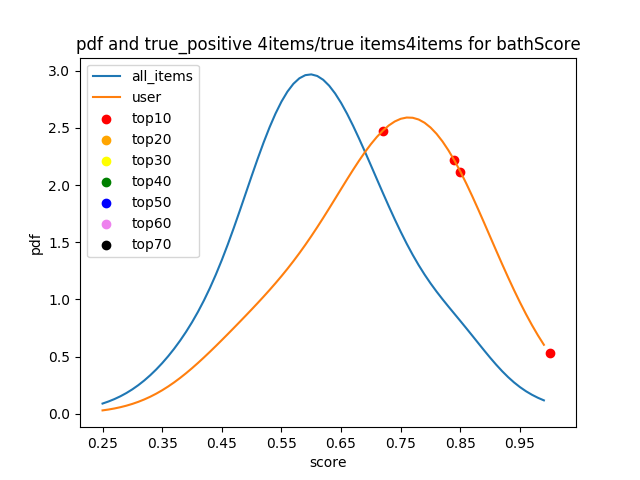 pdf and true_positive 4items/true items4items for bathScore
all_items
user
top10
top20
top30
top40
top50
top60
top70
3.0
2.5
2.0
1.5
1.0
0.5
0.0
pdf
0.25 0.35 0.45 0.55 0.65 0.75 0.85 0.95
score